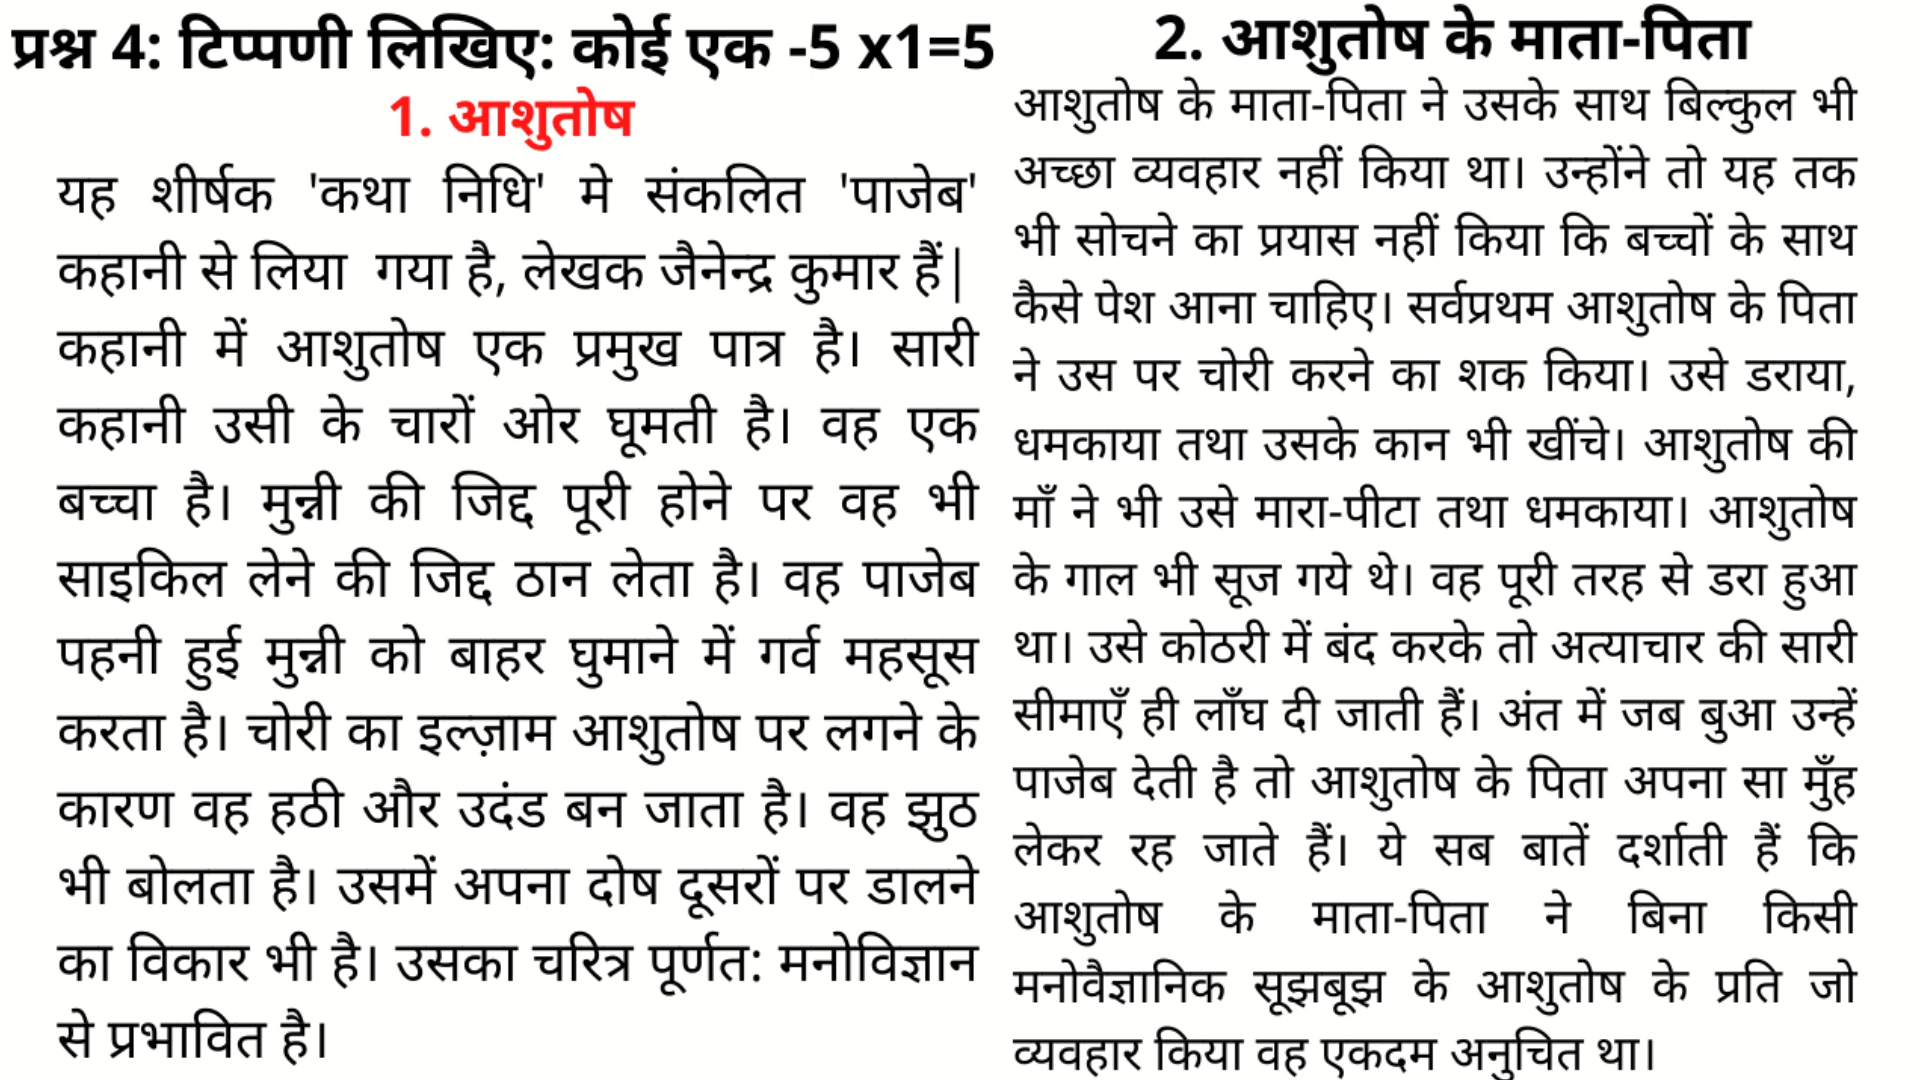 प्रश्न 4: टिप्पणी लिखिए: कोई एक -5 x1=5
1. आशुतोष
यह शीर्षक 'कथा निधि' मे संकलित 'पाजेब'
कहानी से लिया गया है, लेखक जैनेन्द्र कुमार हैं|
कहानी में आशुतोष एक प्रमुख पात्र है। सारी
कहानी उसी के चारों ओर घूमती है। वह एक
बच्चा है। मुन्नी की जिद्द पूरी होने पर वह भी
साइकिल लेने की जिद्द ठान लेता है। वह पाजेब
पहनी हुई मुन्नी को बाहर घुमाने में गर्व महसूस
करता है। चोरी का इल्ज़ाम आशुतोष पर लगने के
कारण वह हठी और उदंड बन जाता है। वह झुठ
भी बोलता है। उसमें अपना दोष दूसरों पर डालने
का विकार भी है। उसका चरित्र पूर्णत: मनोविज्ञान
से प्रभावित है।
2. आशुतोष के माता-पिता
आशुतोष के माता-पिता ने उसके साथ बिल्कुल भी
अच्छा व्यवहार नहीं किया था। उन्होंने तो यह तक
भी सोचने का प्रयास नहीं किया कि बच्चों के साथ
कैसे पेश आना चाहिए। सर्वप्रथम आशुतोष के पिता
ने उस पर चोरी करने का शक किया। उसे डराया,
धमकाया तथा उसके कान भी खींचे। आशुतोष की
माँ ने भी उसे मारा-पीटा तथा धमकाया। आशुतोष
के गाल भी सूज गये थे। वह पूरी तरह से डरा हुआ
था। उसे कोठरी में बंद करके तो अत्याचार की सारी
सीमाएँ ही लाँघ दी जाती हैं। अंत में जब बुआ उन्हें
पाजेब देती है तो आशुतोष के पिता अपना सा मुँह
लेकर रह जाते हैं। ये सब बातें दर्शाती हैं कि
आशुतोष के माता-पिता ने बिना किसी
मनोवैज्ञानिक सूझबूझ के आशुतोष के प्रति जो
व्यवहार किया वह एकदम अनुचित था।